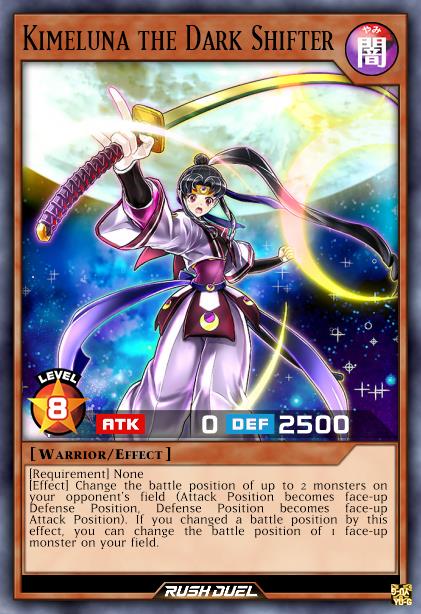 Kimeluna the Dark Shifter
やみ
闇
LEVEL
8
ATK 0 DEF 2500
[Warrior/Effect]
[Requirement] None
[Effect] Change the battle position of up to 2 monsters on
your opponent's field (Attack Position becomes face-up
Defense Position, Defense Position becomes face-up
Attack Position). If you changed a battle position by this
effect, you can change the battle position of 1 face-up
monster on your field.
RUSH DUEL